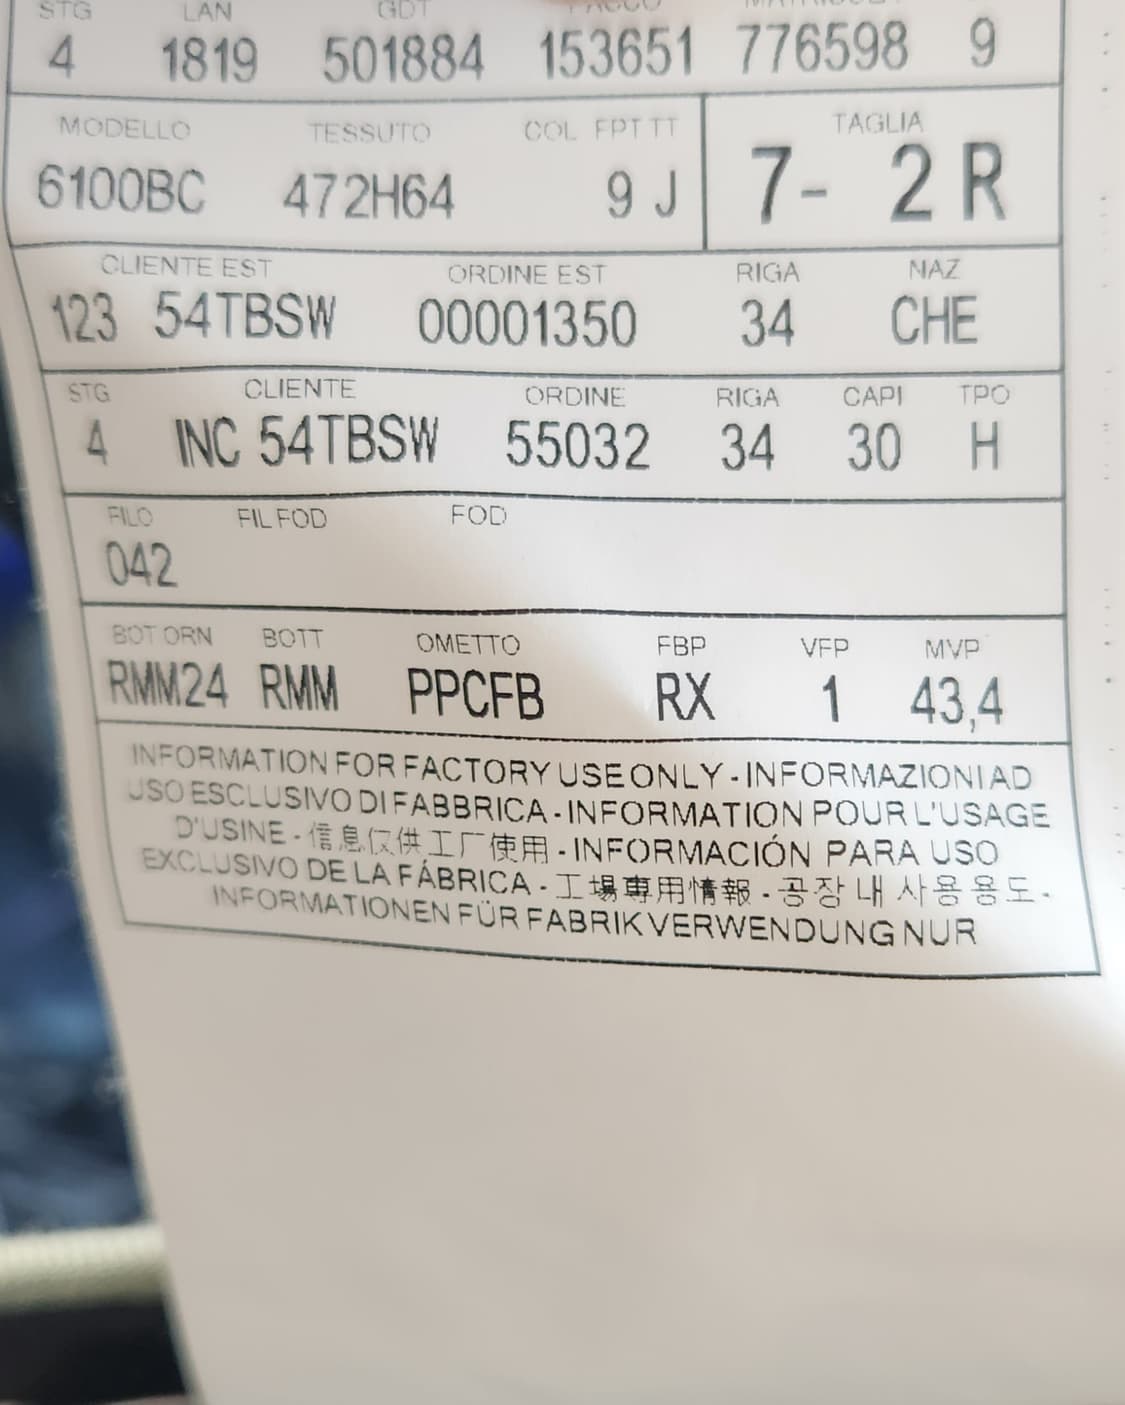 STG LAN GDT
4 1819 501884 153651 776598 9
MODELLO TESSUTO COL FPT TT TAGLIA
6100BC 472H64 9 J 7- 2 R
CLIENTE EST ORDINE EST RIGA NAZ
123 54TBSW 00001350 34 CHE
STG CLIENTE ORDINE RIGA CAPI TPO
4 INC 54TBSW 55032 34 30 H
FILO FIL FOD FOD
042
BOT ORN BOTT OMETTO FBP VFP MVP
RMM24 RMM PPCFB RX 1 43,4
INFORMATION FOR FACTORY USE ONLY - INFORMAZIONI AD
USO ESCLUSIVO DI FABBRICA - INFORMATION POUR L'USAGE
D'USINE - 信息仅供工厂使用 - INFORMACIÓN PARA USO
EXCLUSIVO DE LA FÁBRICA - 工場専用情報 - 공장 내 사용 용도 -
INFORMATIONEN FÜR FABRIKVERWENDUNG NUR